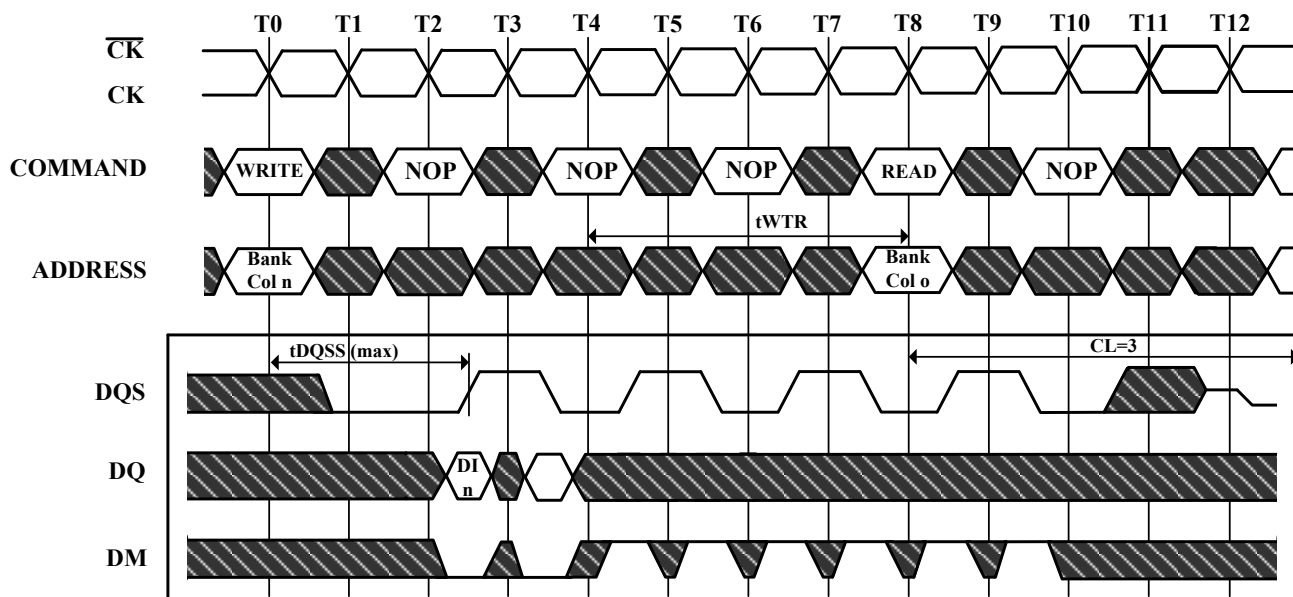 T0 T1 T2 T3 T4 T5 T6 T7 T8 T9 T10 T11 T12
CK
CK
COMMAND WRITE NOP NOP NOP READ NOP
tWTR
ADDRESS Bank Col n Bank Col o
tDQSS (max) CL=3
DQS
DQ DI n
DM